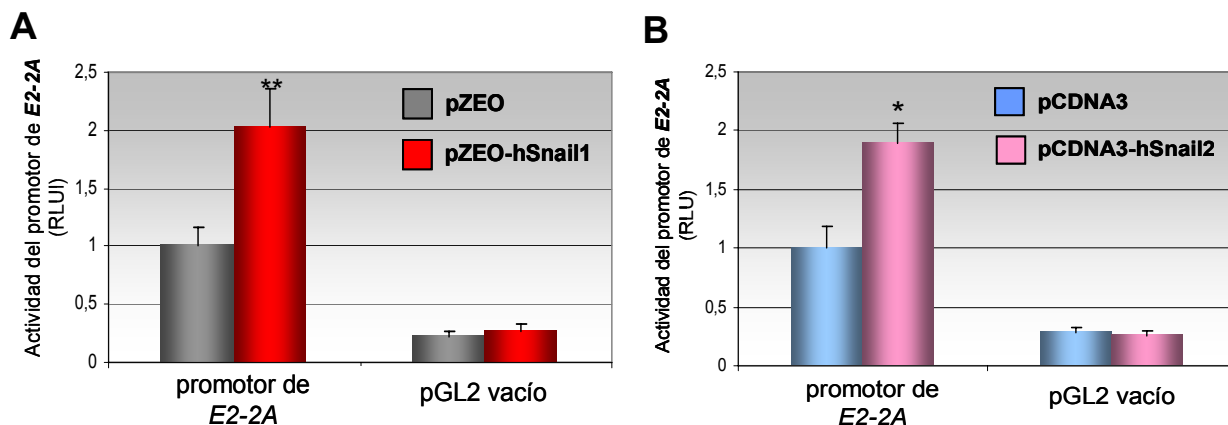 A
Actividad del promotor de E2-2A
(RLUI)
2,5
2
1,5
1
0,5
0
**
pZEO
pZEO-hSnail1
promotor de
E2-2A
pGL2 vacío
B
Actividad del promotor de E2-2A
(RLU)
2,5
2
1,5
1
0,5
0
*
pCDNA3
pCDNA3-hSnail2
promotor de
E2-2A
pGL2 vacío